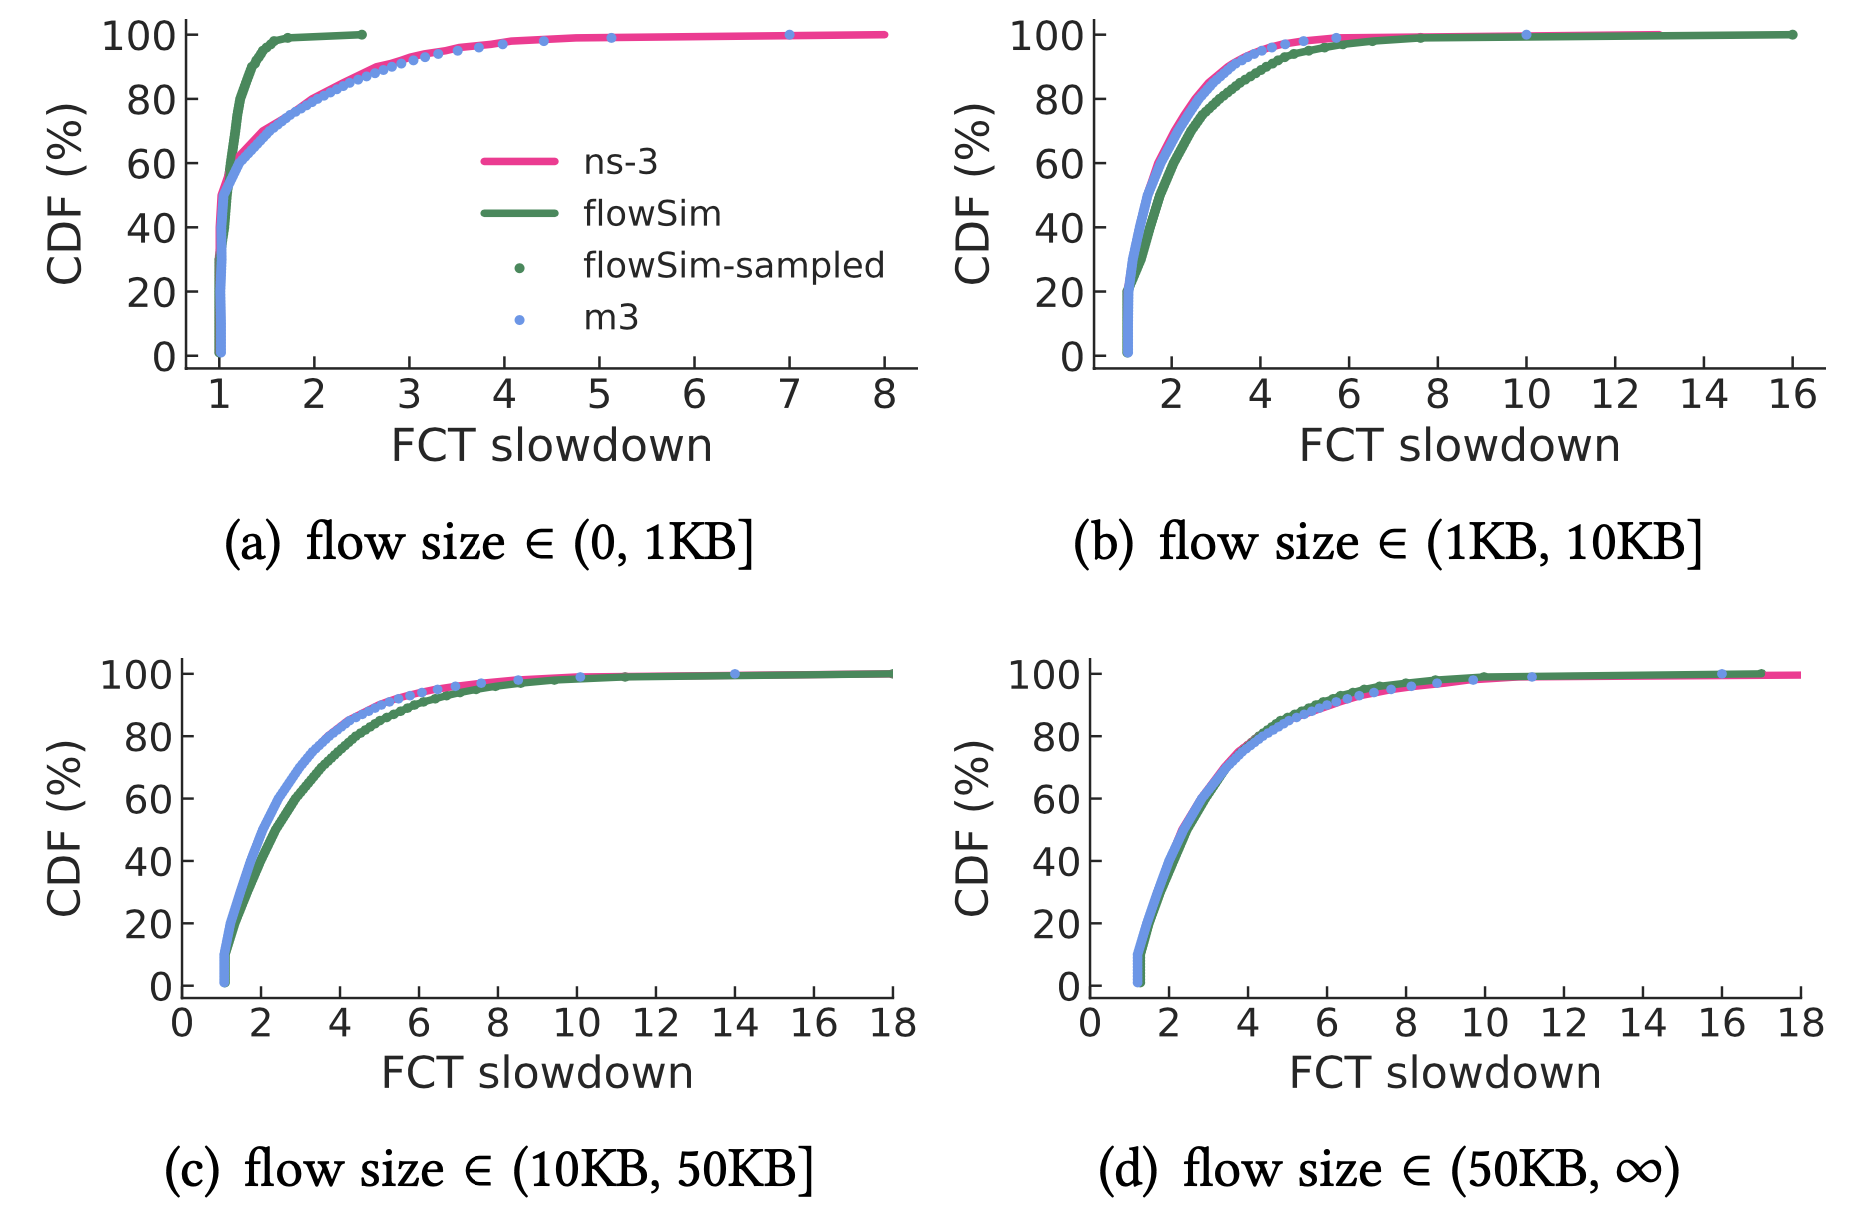 100
80
60
40
20
0
CDF (%)
1 2 3 4 5 6 7 8
FCT slowdown
ns-3
flowSim
flowSim-sampled
m3
(a) flow size ∈ (0, 1KB]
100
80
60
40
20
0
CDF (%)
2 4 6 8 10 12 14 16
FCT slowdown
(b) flow size ∈ (1KB, 10KB]
100
80
60
40
20
0
CDF (%)
0 2 4 6 8 10 12 14 16 18
FCT slowdown
(c) flow size ∈ (10KB, 50KB]
100
80
60
40
20
0
CDF (%)
0 2 4 6 8 10 12 14 16 18
FCT slowdown
(d) flow size ∈ (50KB, ∞)